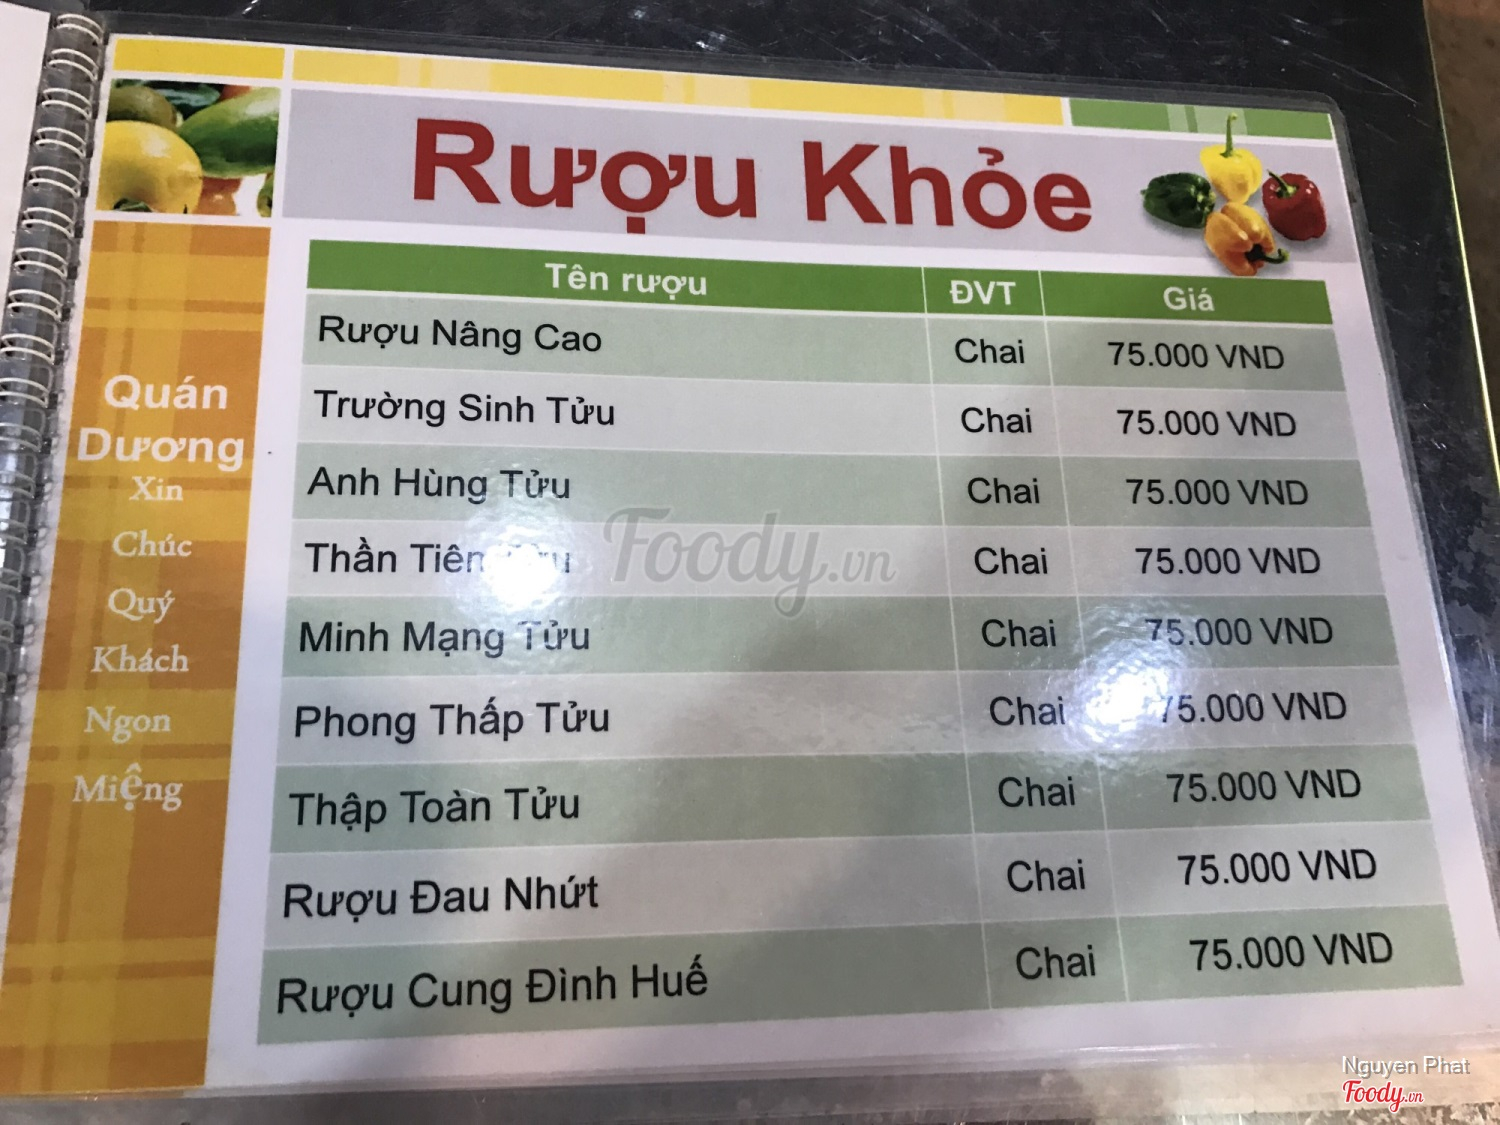 Rượu Khỏe
Tên rượu ĐVT Giá
Rượu Nâng Cao Chai 75.000 VND
Trường Sinh Tửu Chai 75.000 VND
Anh Hùng Tửu Chai 75.000 VND
Thần Tiên Chai 75.000 VND
Minh Mạng Tửu Chai 75.000 VND
Phong Thấp Tửu Chai 75.000 VND
Thập Toàn Tửu Chai 75.000 VND
Rượu Đau Nhứt Chai 75.000 VND
Rượu Cung Đình Huế Chai 75.000 VND
Quán
Dương
Xin
Chúc
Quý
Khách
Ngon
Miệng
Foody.vn
Nguyen Phat
Foody.vn